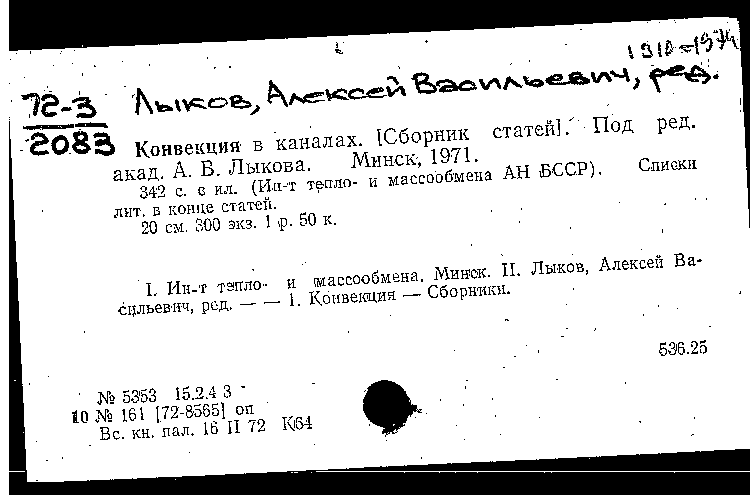 1910-1974
72-3
2083
Лыков, Алексей Васильевич, ред.
Конвекция в каналах. [Сборник статей]. Под ред.
акад. А. В. Лыкова. Минск, 1971.
342 с. с ил. (Ин-т тепло- и массообмена АН БССР). Списки
лит. в конце статей.
20 см. 300 экз. 1 р. 50 к.
I. Ин-т тепло- и массообмена. Минск. II. Лыков, Алексей Ва-
сильевич, ред. — — 1. Конвекция — Сборники.
536.25
№ 5353 15.2.4 3
10 № 161 [72-8565] оп
Вс. кн. пал. 16 II 72 К64